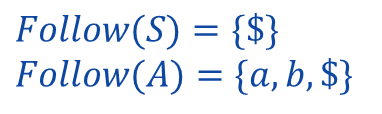 Follow(S) = {$}
Follow(A) = {a, b, $}